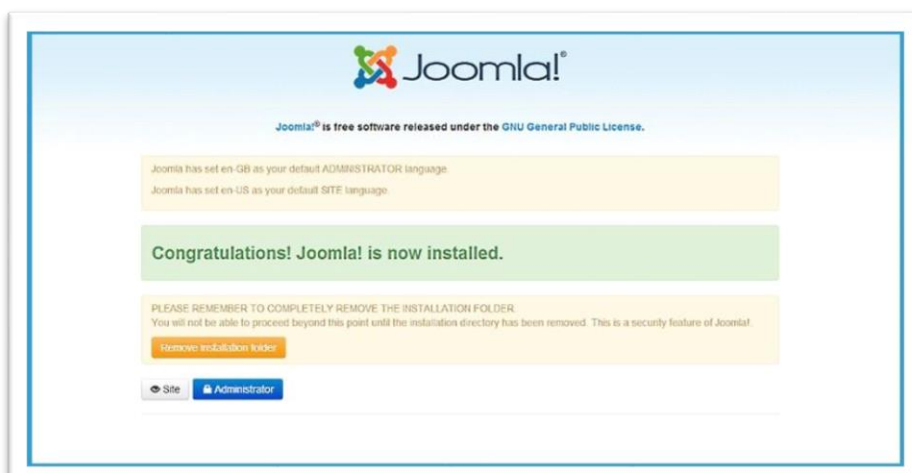 Joomla!®
Joomla!® is free software released under the GNU General Public License.
Joomla has set en-GB as your default ADMINISTRATOR language.
Joomla has set en-US as your default SITE language.
Congratulations! Joomla! is now installed.
PLEASE REMEMBER TO COMPLETELY REMOVE THE INSTALLATION FOLDER.
You will not be able to proceed beyond this point until the installation directory has been removed. This is a security feature of Joomla!.
Remove installation folder
Site
Administrator